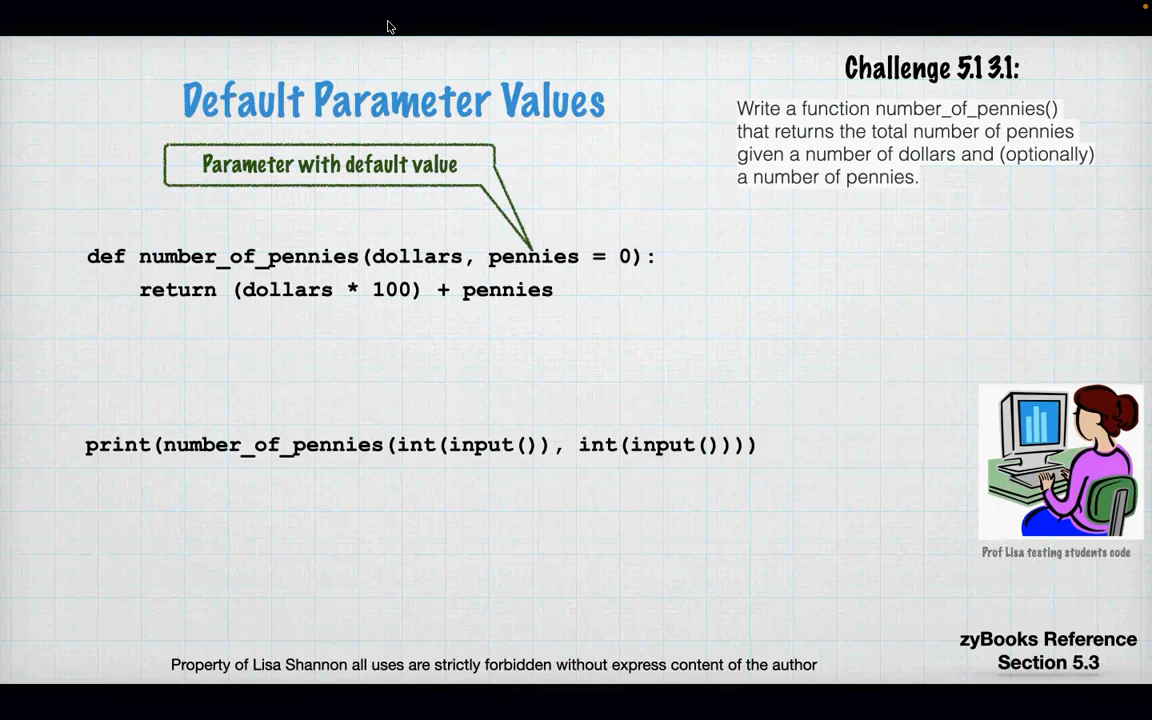 Default Parameter Values
Parameter with default value
def number_of_pennies(dollars, pennies = 0):
    return (dollars * 100) + pennies
print(number_of_pennies(int(input()), int(input())))
Challenge 5.13.1:
Write a function number_of_pennies()
that returns the total number of pennies
given a number of dollars and (optionally)
a number of pennies.
Prof Lisa testing students code
zyBooks Reference
Section 5.3
Property of Lisa Shannon all uses are strictly forbidden without express content of the author